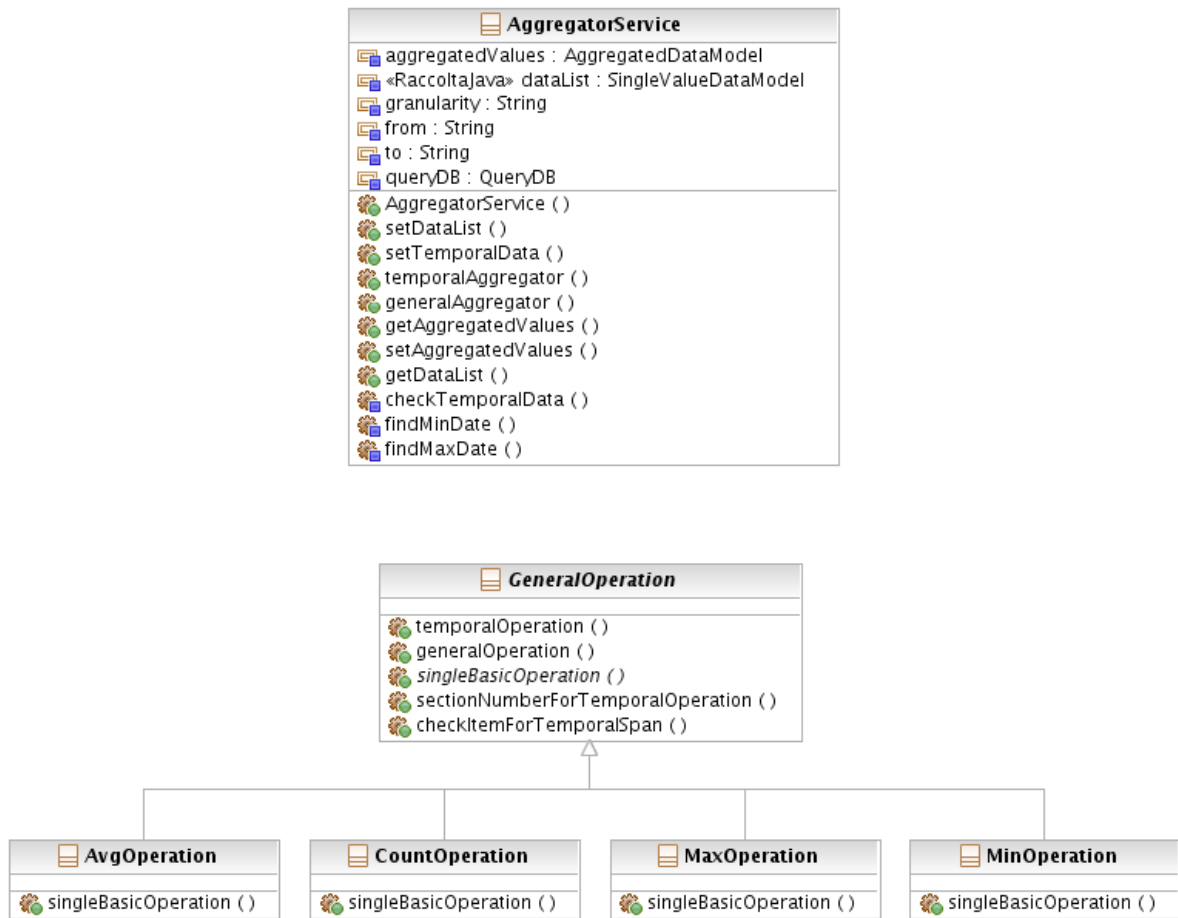 AggregatorService
aggregatedValues : AggregatedDataModel
«RaccoltaJava» dataList : SingleValueDataModel
granularity : String
from : String
to : String
queryDB : QueryDB
AggregatorService ( )
setDataList ( )
setTemporalData ( )
temporalAggregator ( )
generalAggregator ( )
getAggregatedValues ( )
setAggregatedValues ( )
getDataList ( )
checkTemporalData ( )
findMinDate ( )
findMaxDate ( )
GeneralOperation
temporalOperation ( )
generalOperation ( )
singleBasicOperation ( )
sectionNumberForTemporalOperation ( )
checkItemForTemporalSpan ( )
AvgOperation
singleBasicOperation ( )
CountOperation
singleBasicOperation ( )
MaxOperation
singleBasicOperation ( )
MinOperation
singleBasicOperation ( )